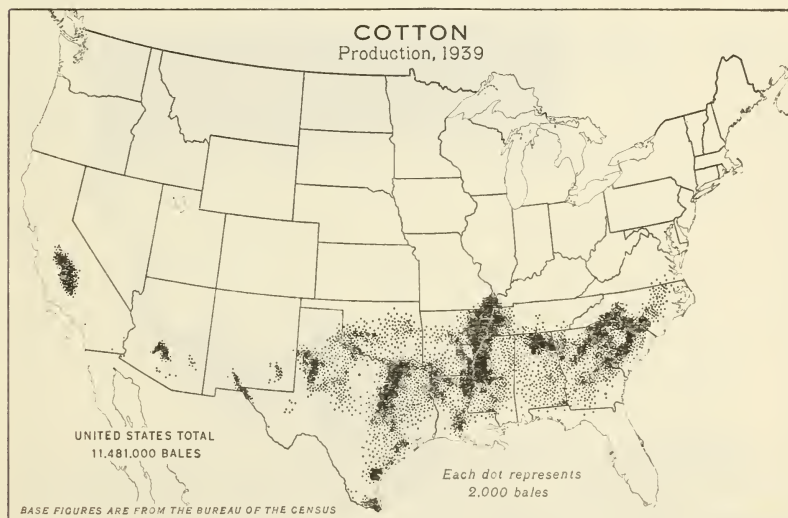 COTTON
Production, 1939
UNITED STATES TOTAL
11,481,000 BALES
Each dot represents
2,000 bales
BASE FIGURES ARE FROM THE BUREAU OF THE CENSUS